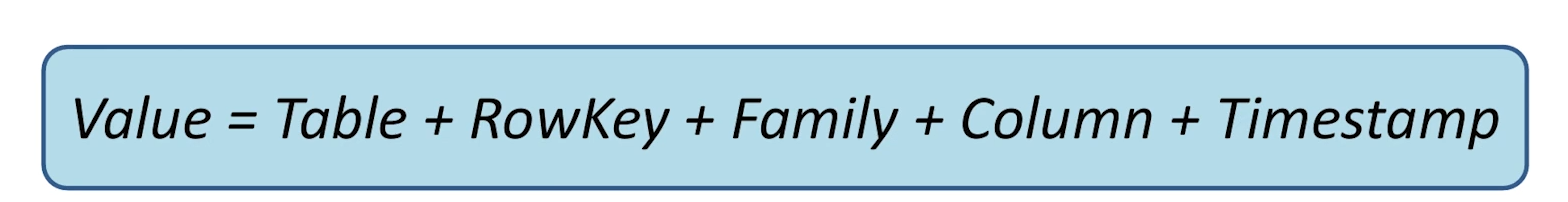 Value = Table + RowKey + Family + Column + Timestamp